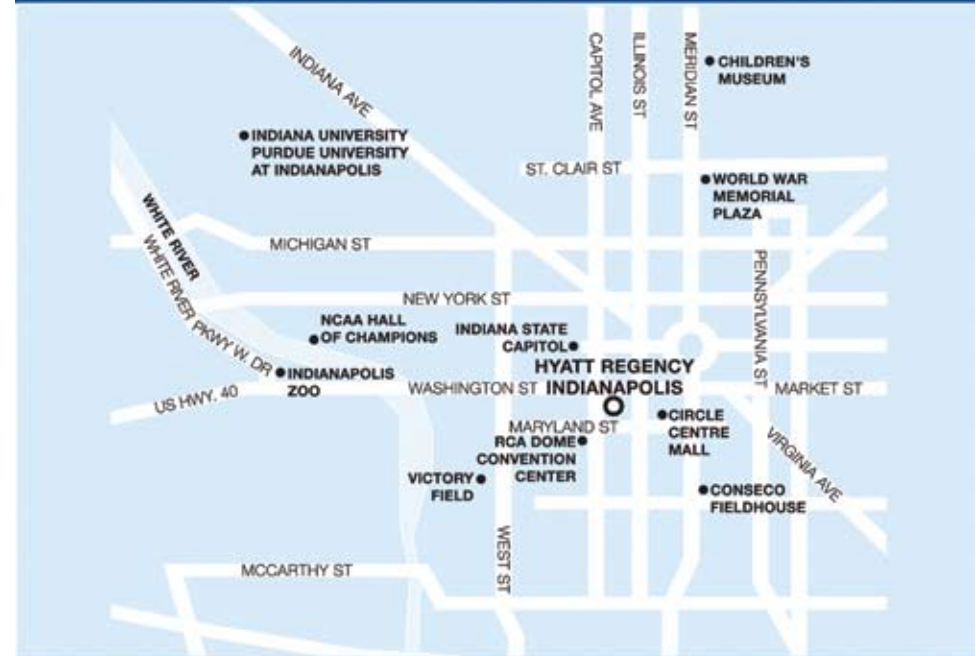 INDIANA AVE
CAPITOL AVE
ILLINOIS ST
MERIDIAN ST
CHILDREN'S
MUSEUM
INDIANA UNIVERSITY
PURDUE UNIVERSITY
AT INDIANAPOLIS
ST. CLAIR ST
WORLD WAR
MEMORIAL
PLAZA
WHITE RIVER
WHITE RIVER PKWY W. DR
MICHIGAN ST
PENNSYLVANIA ST
NEW YORK ST
NCAA HALL
OF CHAMPIONS
INDIANA STATE
CAPITOL
HYATT REGENCY
INDIANAPOLIS
INDIANAPOLIS
ZOO
US HWY. 40
WASHINGTON ST
MARKET ST
MARYLAND ST
CIRCLE
CENTRE
MALL
VIRGINIA AVE
RCA DOME
CONVENTION
CENTER
VICTORY
FIELD
CONSECO
FIELDHOUSE
WEST ST
MCCARTHY ST